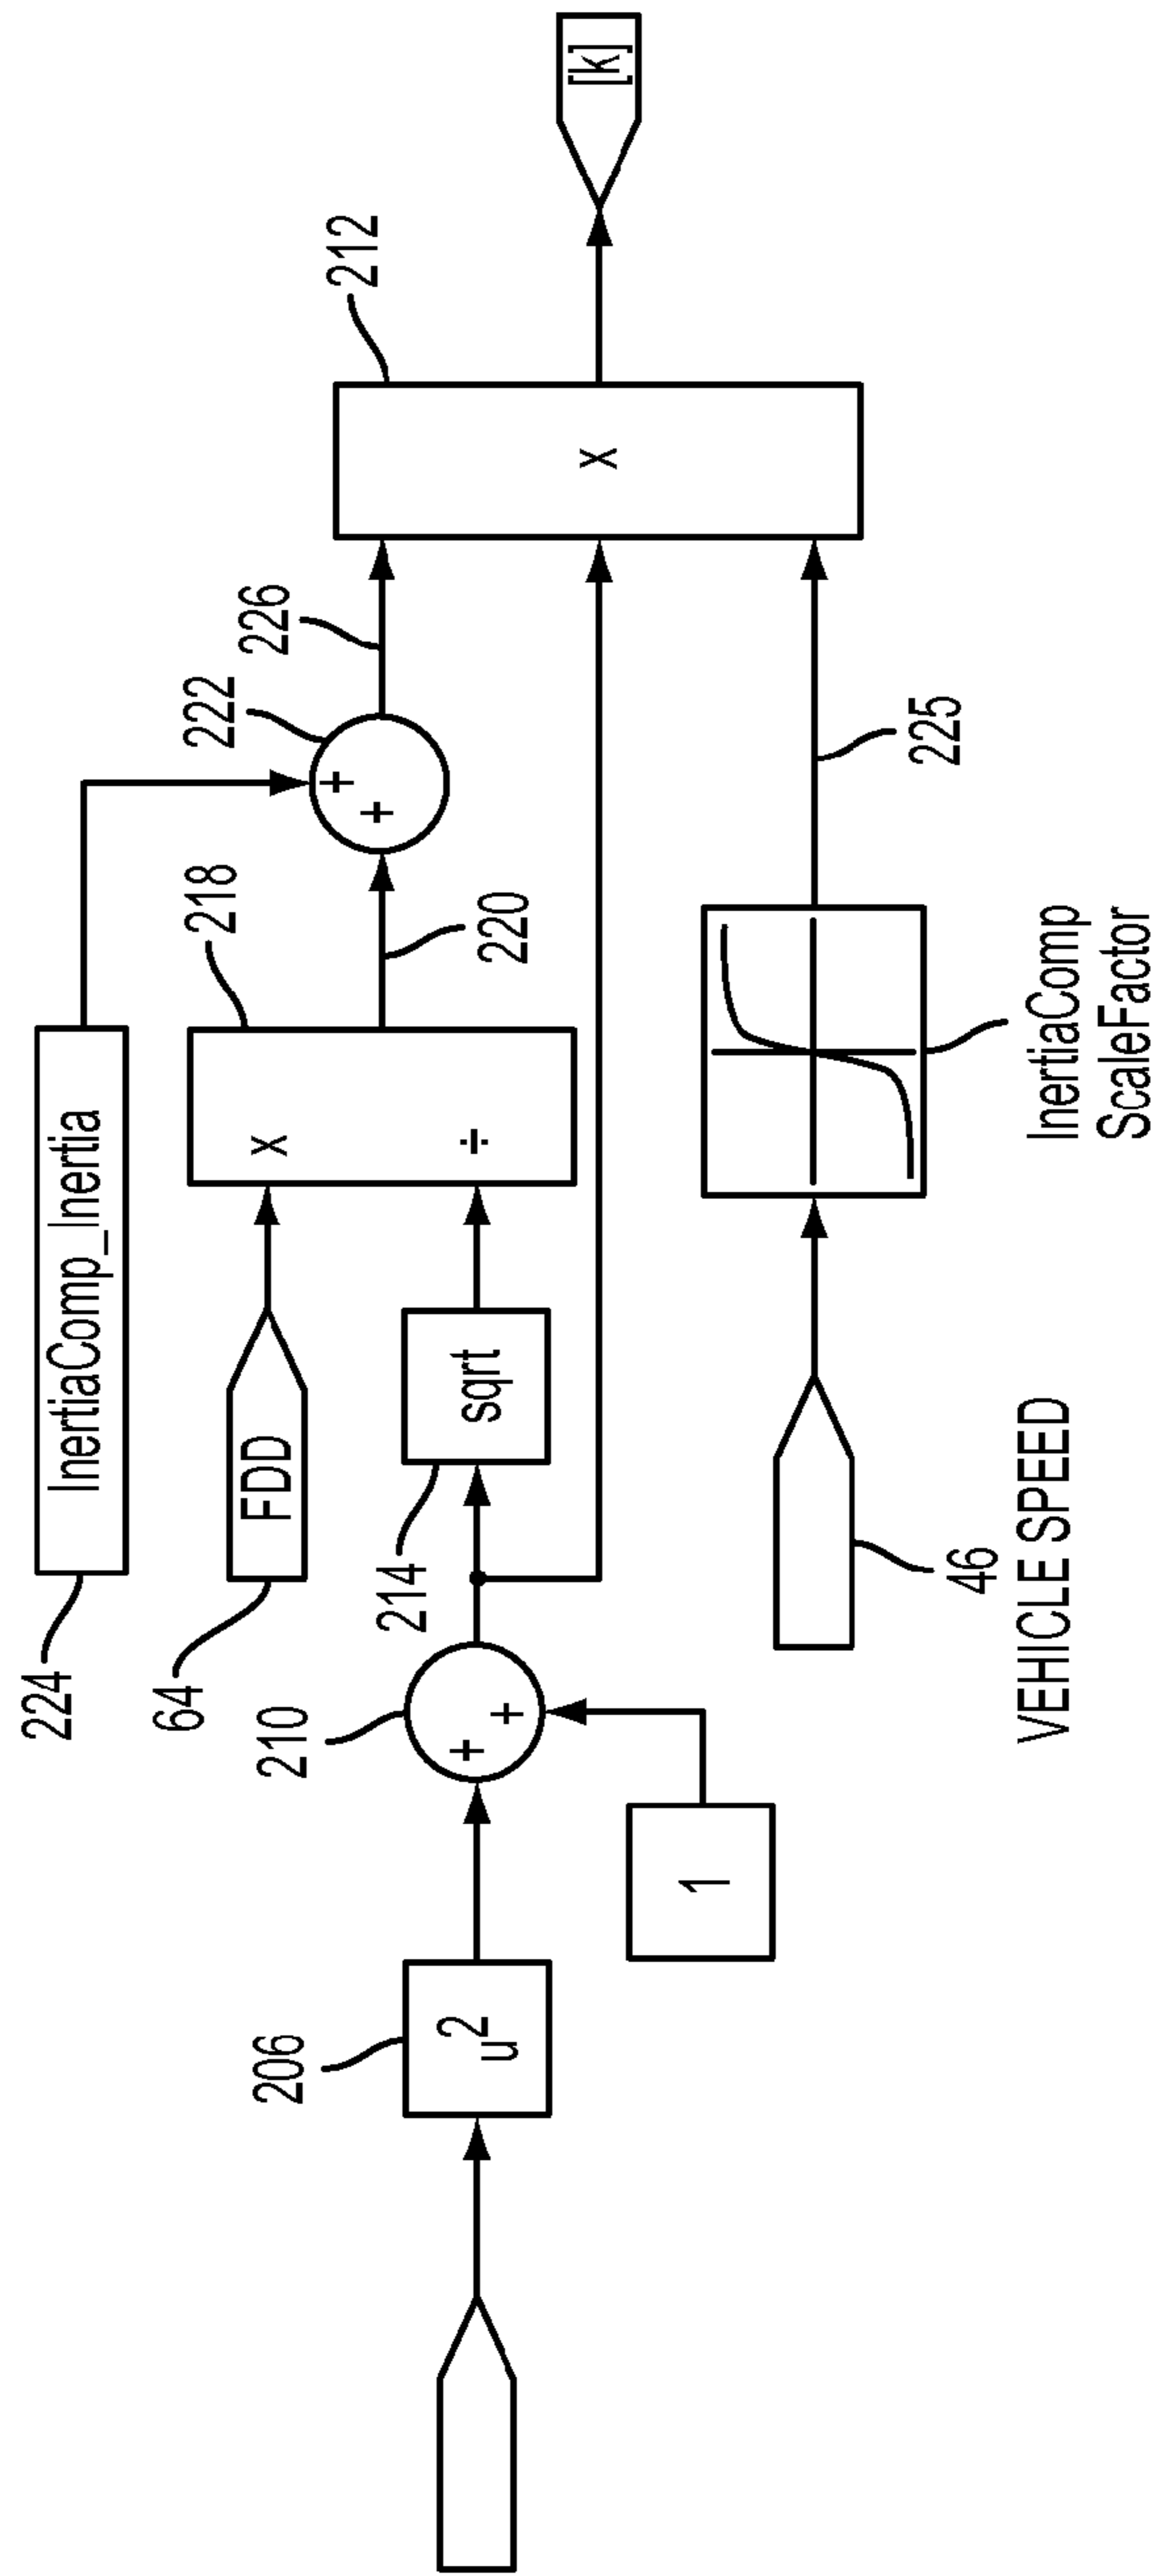 224
InertiaComp_Inertia
64
FDD
218
222
226
212
+
+
x
÷
220
[k]
x
210
214
sqrt
206
u²
+
+
1
225
46
VEHICLE SPEED
InertiaComp
ScaleFactor